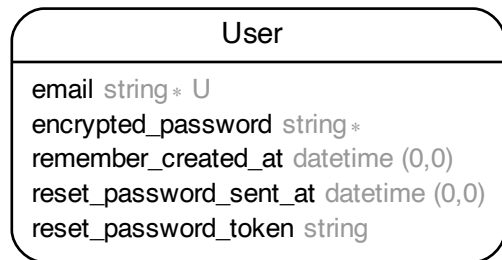 User
email string* U
encrypted_password string*
remember_created_at datetime (0,0)
reset_password_sent_at datetime (0,0)
reset_password_token string